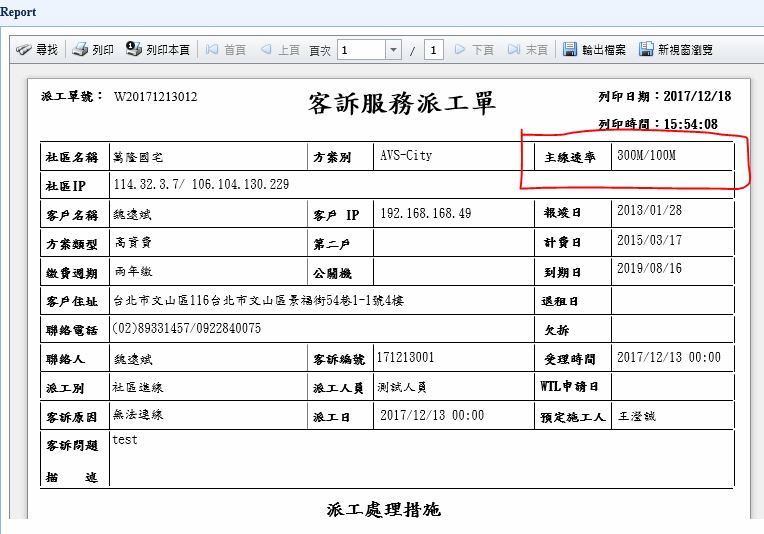 Report
尋找 列印 列印本頁 首頁 上頁 頁次 1 / 1 下頁 末頁 輸出檔案 新視窗瀏覽
派工單號： W20171213012 客訴服務派工單 列印日期：2017/12/18
列印時間：15:54:08
社區名稱 萬隆國宅 方案別 AVS-City 主線速率 300M/100M
社區IP 114.32.3.7/ 106.104.130.229
客戶名稱 魏遠斌 客戶 IP 192.168.168.49 報竣日 2013/01/28
方案類型 高資費 第二戶 計費日 2015/03/17
繳費週期 兩年繳 公關機 到期日 2019/08/16
客戶住址 台北市文山區116台北市文山區景福街54巷1-1號4樓 退租日
聯絡電話 (02)89331457/0922840075 欠拆
聯絡人 魏遠斌 客訴編號 171213001 受理時間 2017/12/13 00:00
派工別 社區進線 派工人員 測試人員 WTL申請日
客訴原因 無法連線 派工日 2017/12/13 00:00 預定施工人 王瀅鋮
客訴問題 test
描 述
派工處理措施